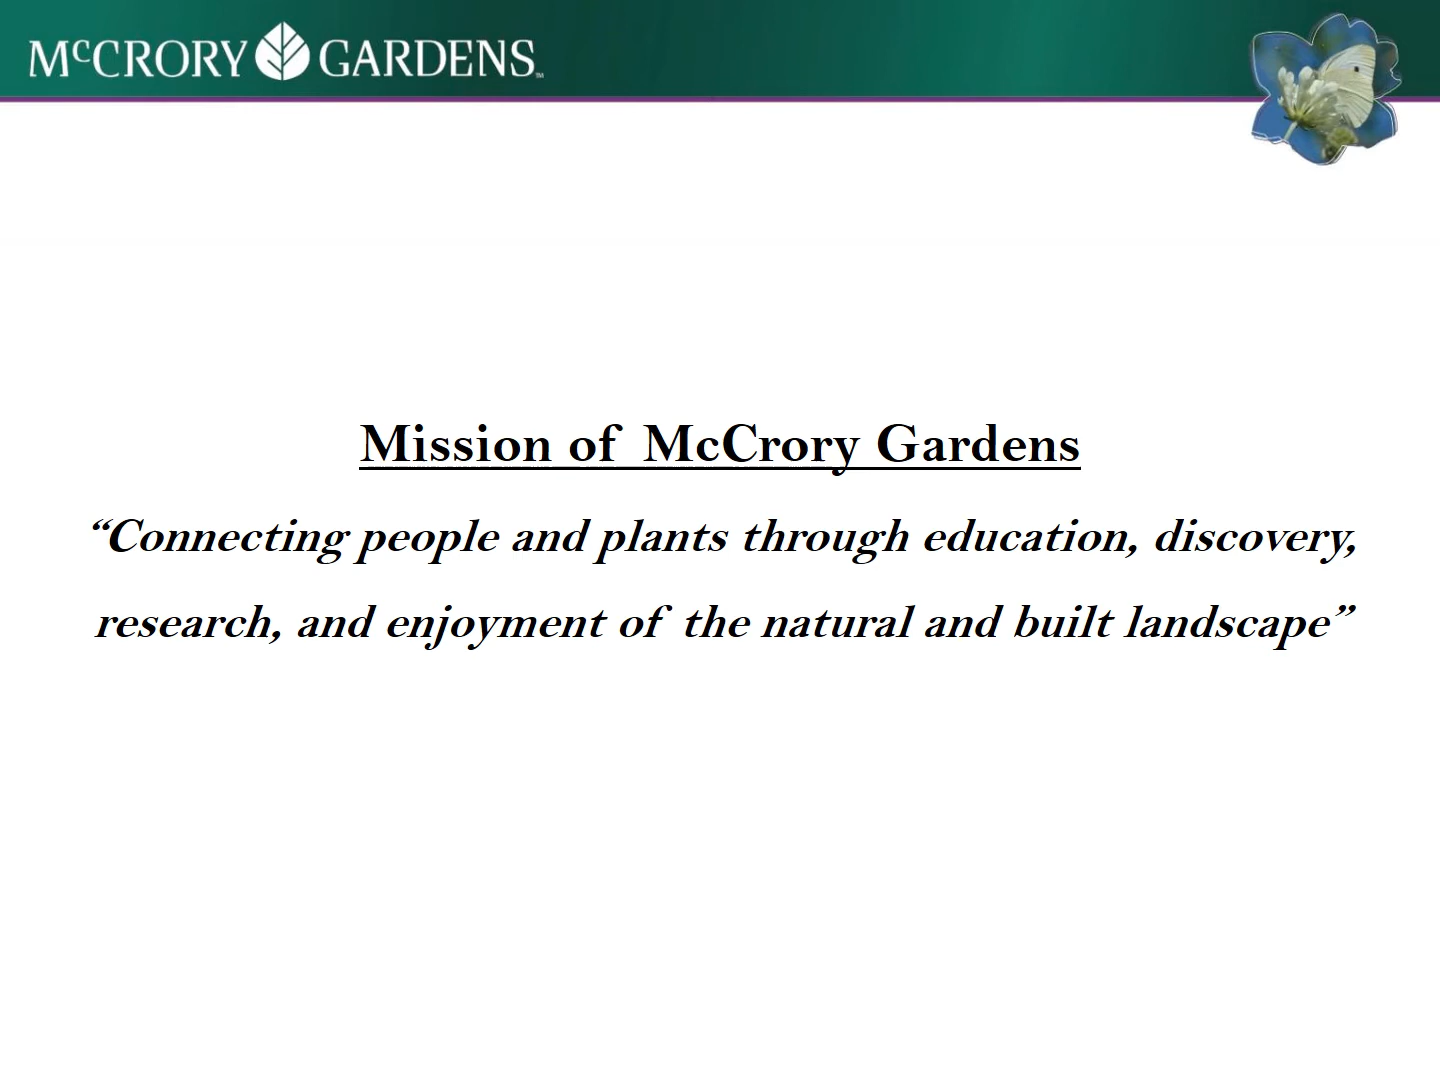 McCRORY GARDENS™
Mission of McCrory Gardens
“Connecting people and plants through education, discovery,
research, and enjoyment of the natural and built landscape”